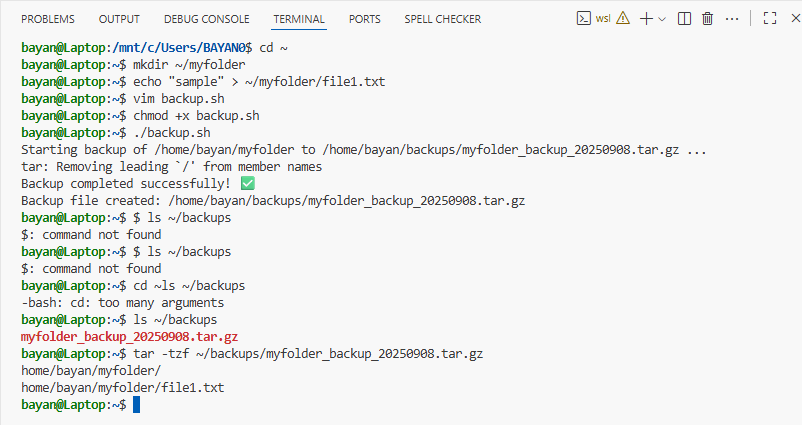 PROBLEMS OUTPUT DEBUG CONSOLE TERMINAL PORTS SPELL CHECKER wsl
bayan@Laptop:/mnt/c/Users/BAYAN0$ cd ~
bayan@Laptop:~$ mkdir ~/myfolder
bayan@Laptop:~$ echo "sample" > ~/myfolder/file1.txt
bayan@Laptop:~$ vim backup.sh
bayan@Laptop:~$ chmod +x backup.sh
bayan@Laptop:~$ ./backup.sh
Starting backup of /home/bayan/myfolder to /home/bayan/backups/myfolder_backup_20250908.tar.gz ...
tar: Removing leading `/' from member names
Backup completed successfully! ✅
Backup file created: /home/bayan/backups/myfolder_backup_20250908.tar.gz
bayan@Laptop:~$ $ ls ~/backups
$: command not found
bayan@Laptop:~$ $ ls ~/backups
$: command not found
bayan@Laptop:~$ cd ~ls ~/backups
-bash: cd: too many arguments
bayan@Laptop:~$ ls ~/backups
myfolder_backup_20250908.tar.gz
bayan@Laptop:~$ tar -tzf ~/backups/myfolder_backup_20250908.tar.gz
home/bayan/myfolder/
home/bayan/myfolder/file1.txt
bayan@Laptop:~$